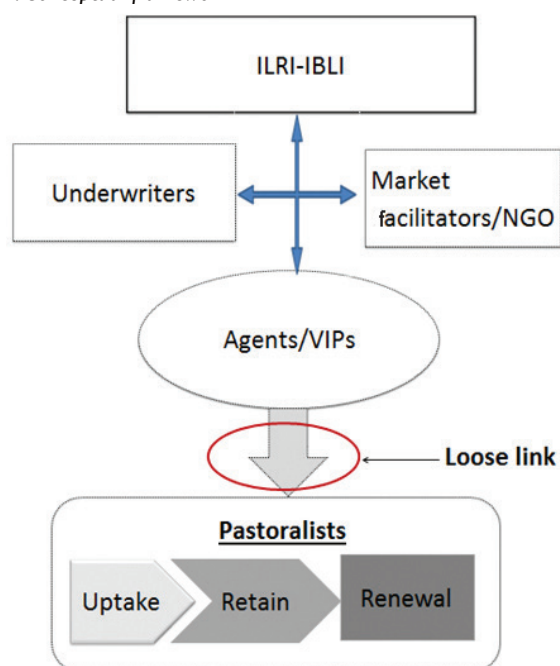 ILRI-IBLI
Underwriters
Market
facilitators/NGO
Agents/VIPs
Loose link
Pastoralists
Uptake
Retain
Renewal